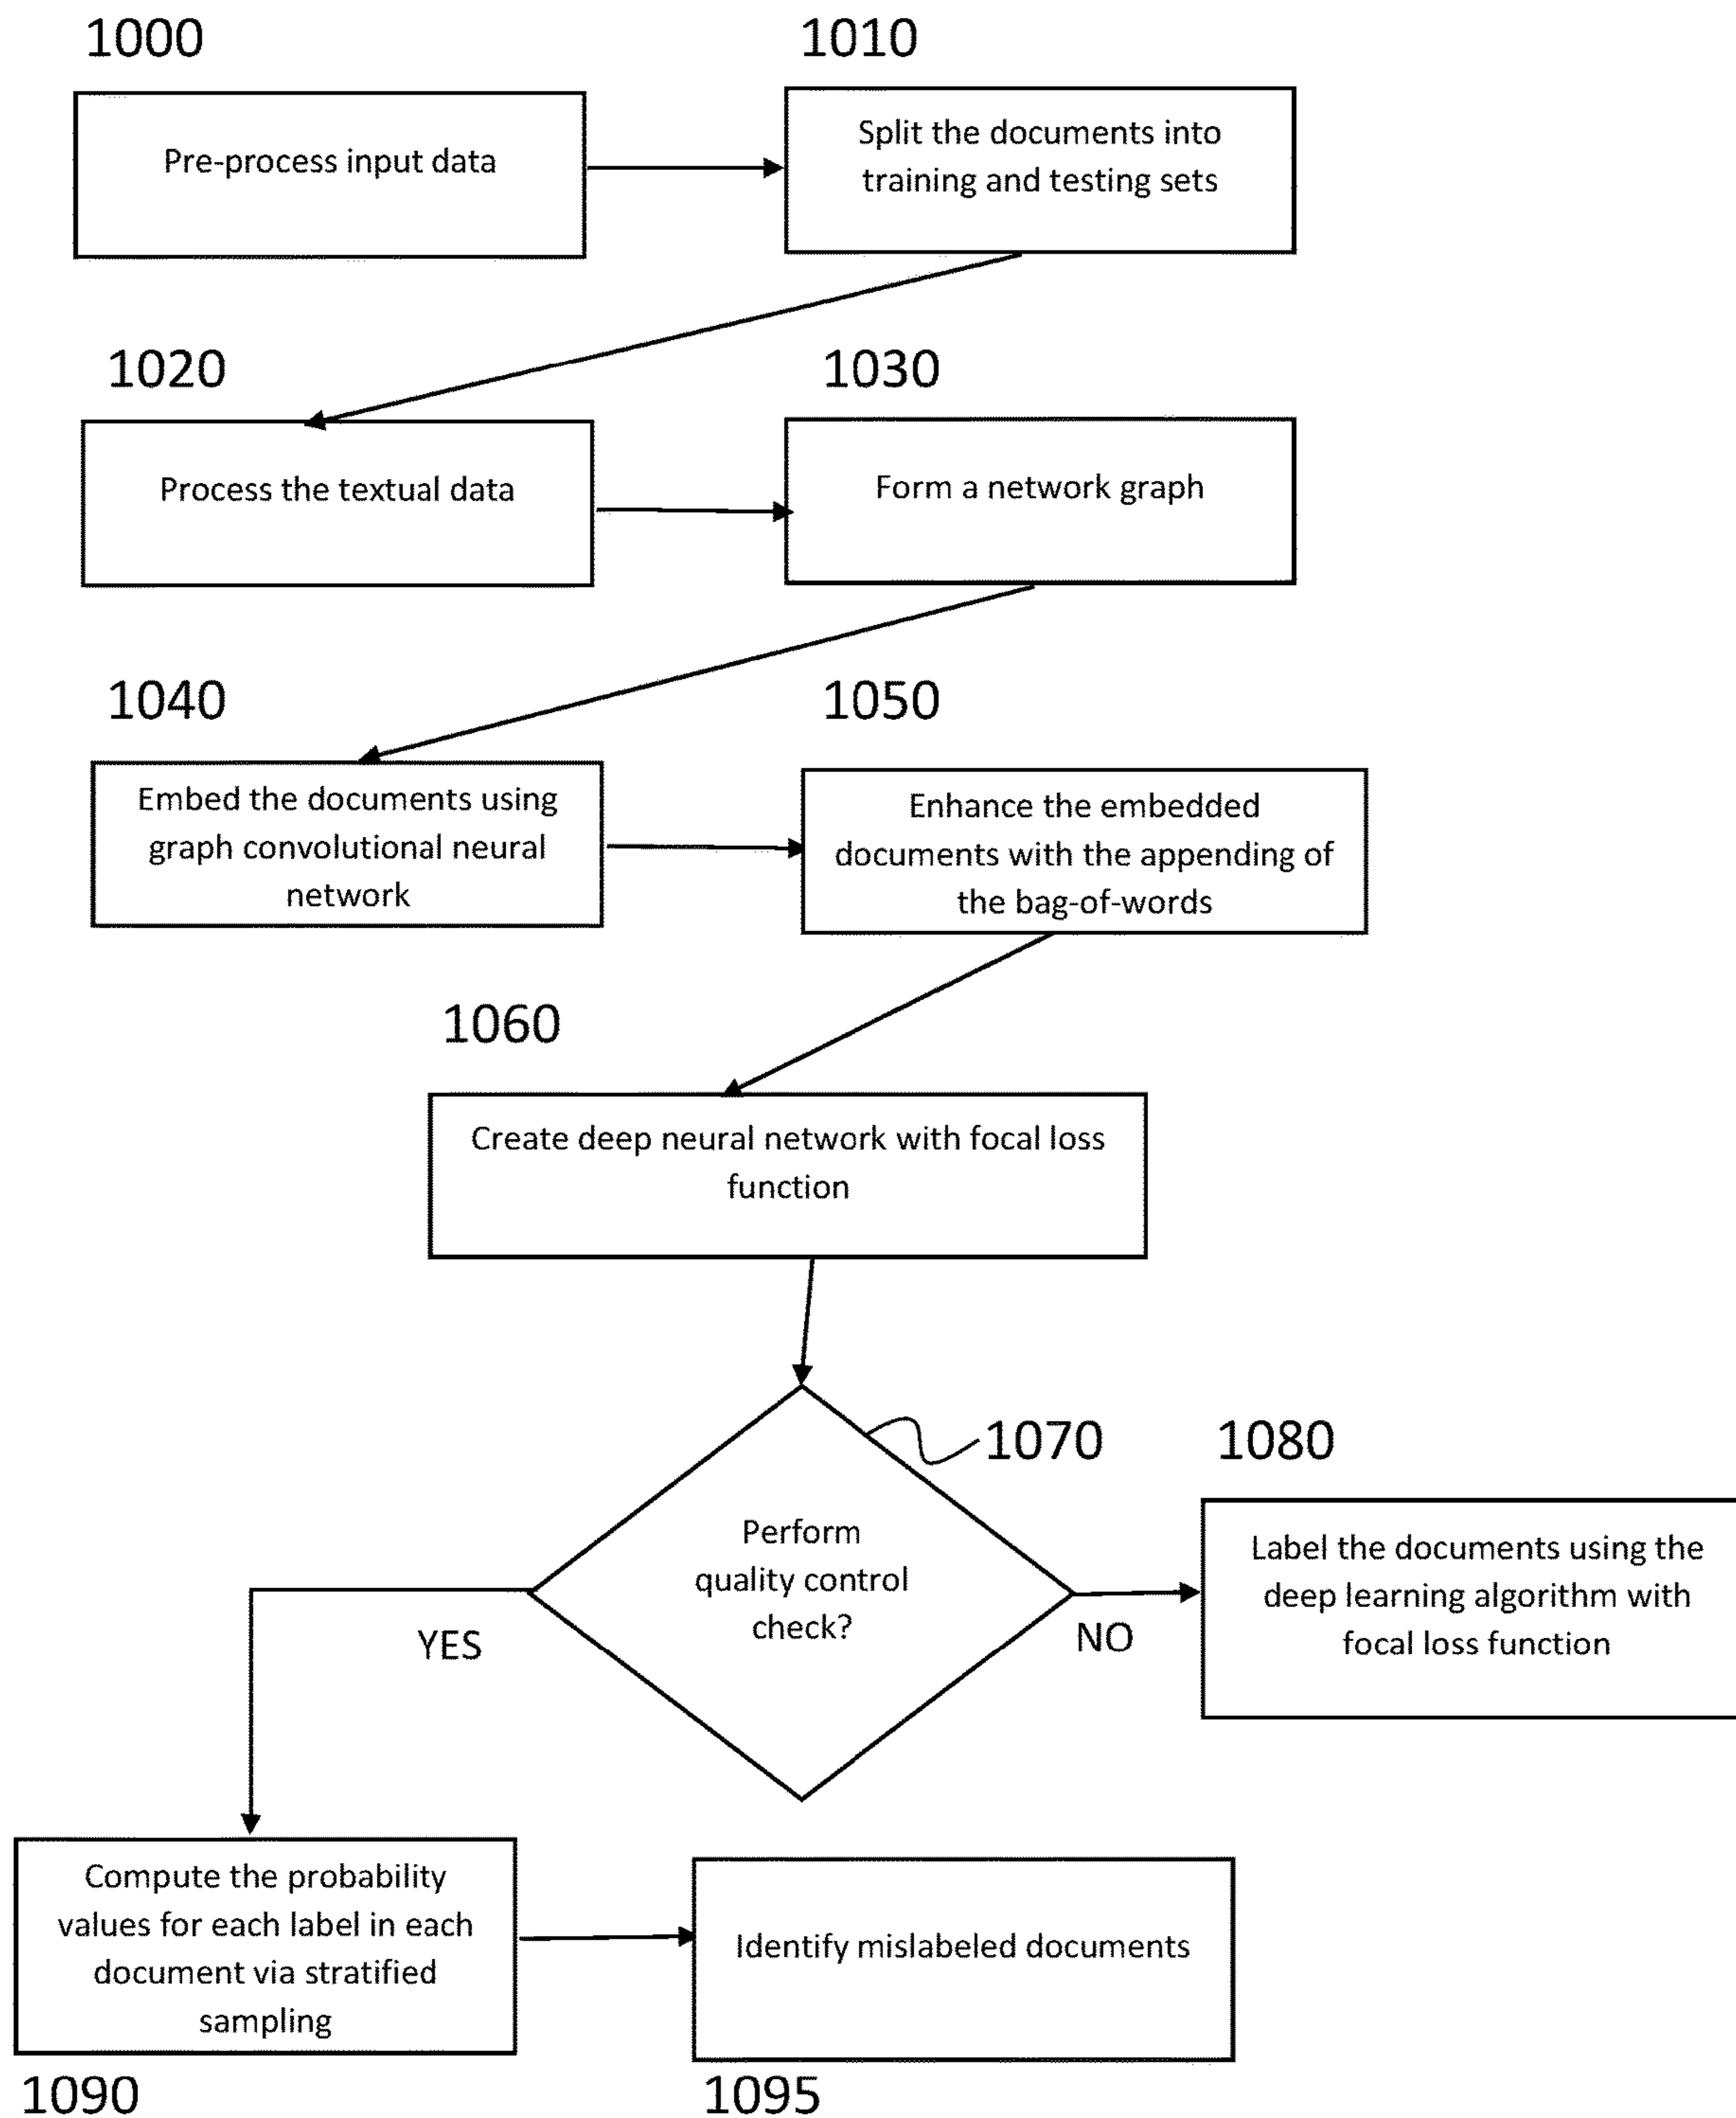 1000
Pre-process input data
1010
Split the documents into
training and testing sets
1020
Process the textual data
1030
Form a network graph
1040
Embed the documents using
graph convolutional neural
network
1050
Enhance the embedded
documents with the appending of
the bag-of-words
1060
Create deep neural network with focal loss
function
1070
Perform
quality control
check?
YES
NO
1080
Label the documents using the
deep learning algorithm with
focal loss function
Compute the probability
values for each label in each
document via stratified
sampling
1090
Identify mislabeled documents
1095